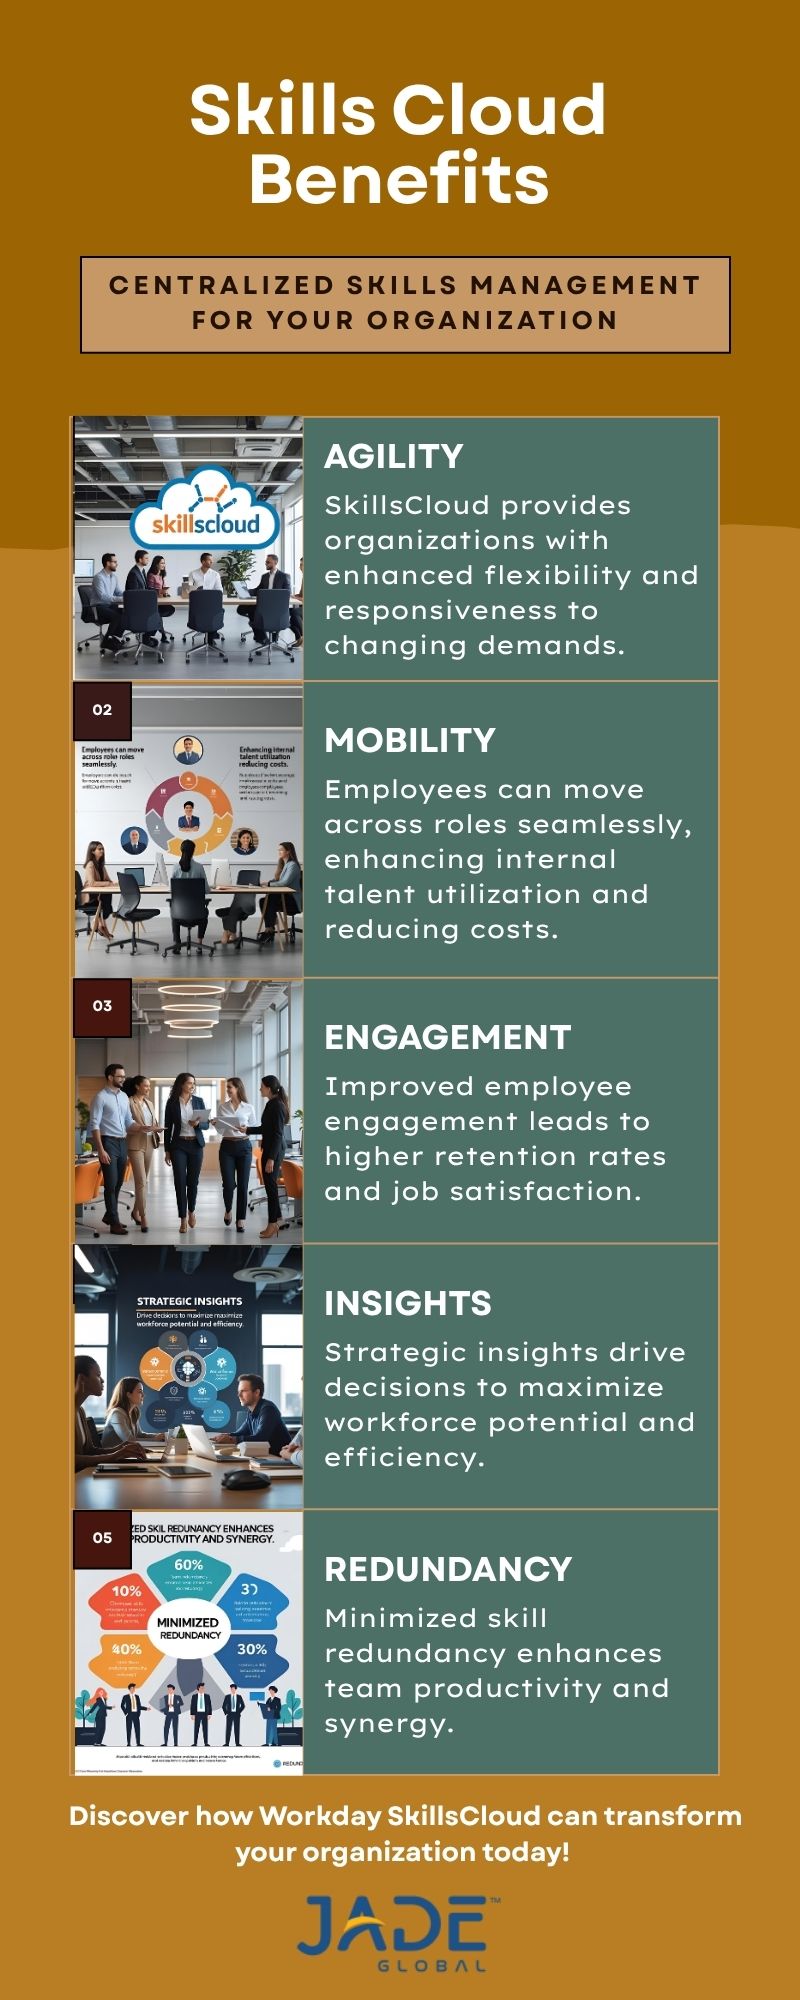 Skills Cloud
Benefits
CENTRALIZED SKILLS MANAGEMENT
FOR YOUR ORGANIZATION
skillscloud
AGILITY
SkillsCloud provides
organizations with
enhanced flexibility and
responsiveness to
changing demands.
02
Employees can move
across role roles
seamlessly.
Enhancing Internal
talent utilization
reducing costs.
MOBILITY
Employees can move
across roles seamlessly,
enhancing internal
talent utilization and
reducing costs.
03
ENGAGEMENT
Improved employee
engagement leads to
higher retention rates
and job satisfaction.
STRATEGIC INSIGHTS
Drive decisions to maximize maximize
workforce potential and efficiency.
INSIGHTS
Strategic insights drive
decisions to maximize
workforce potential and
efficiency.
05
ZED SKIL REDUNANCY ENHANCES
PRODUCTIVITY AND SYNERGY.
60%
10%
40%
30%
MINIMIZED
REDUNDANCY
REDUNDANCY
Minimized skill
redundancy enhances
team productivity and
synergy.
Discover how Workday SkillsCloud can transform
your organization today!
JADE™
GLOBAL